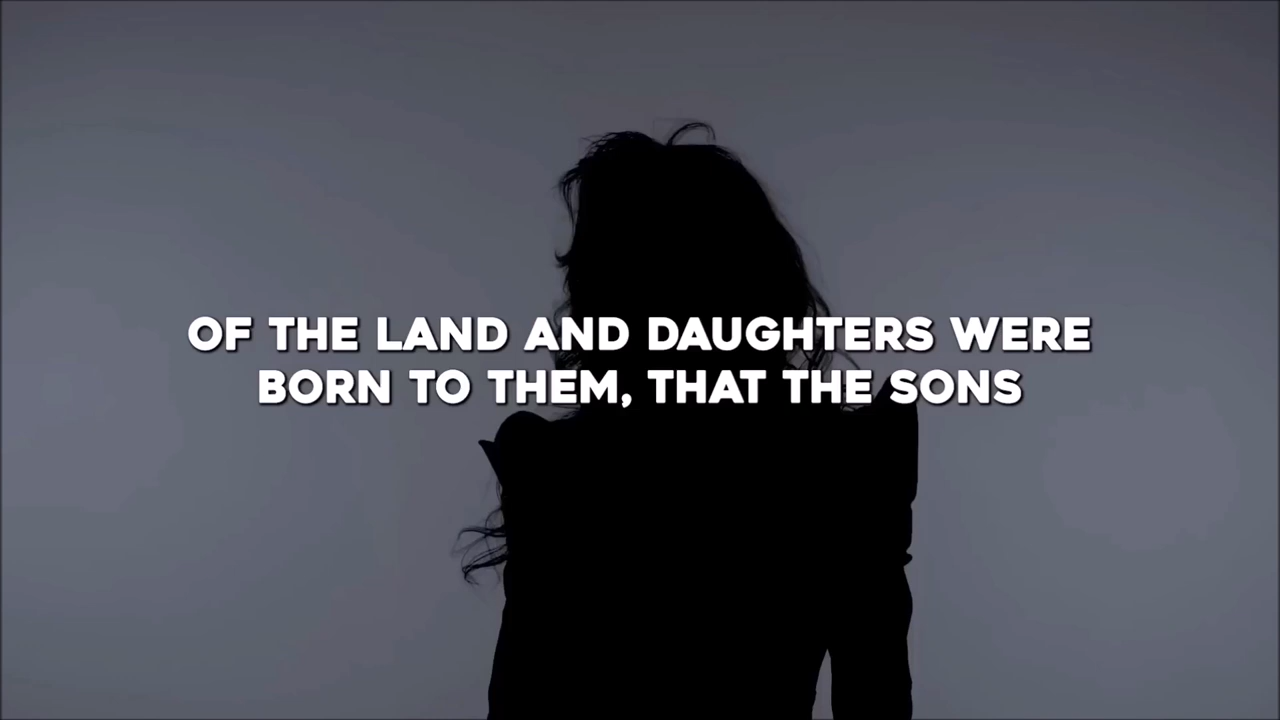 OF THE LAND AND DAUGHTERS WERE
BORN TO THEM, THAT THE SONS